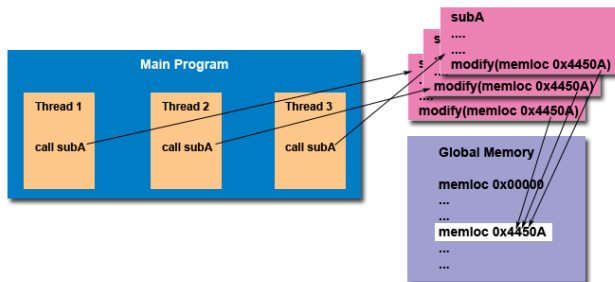 Main Program
Thread 1
call subA
Thread 2
call subA
Thread 3
call subA
subA
....
....
modify(memloc 0x4450A)
s
..
modify(memloc 0x4450A)
s
..
....
modify(memloc 0x4450A)
Global Memory
memloc 0x00000
...
...
memloc 0x4450A
...
...